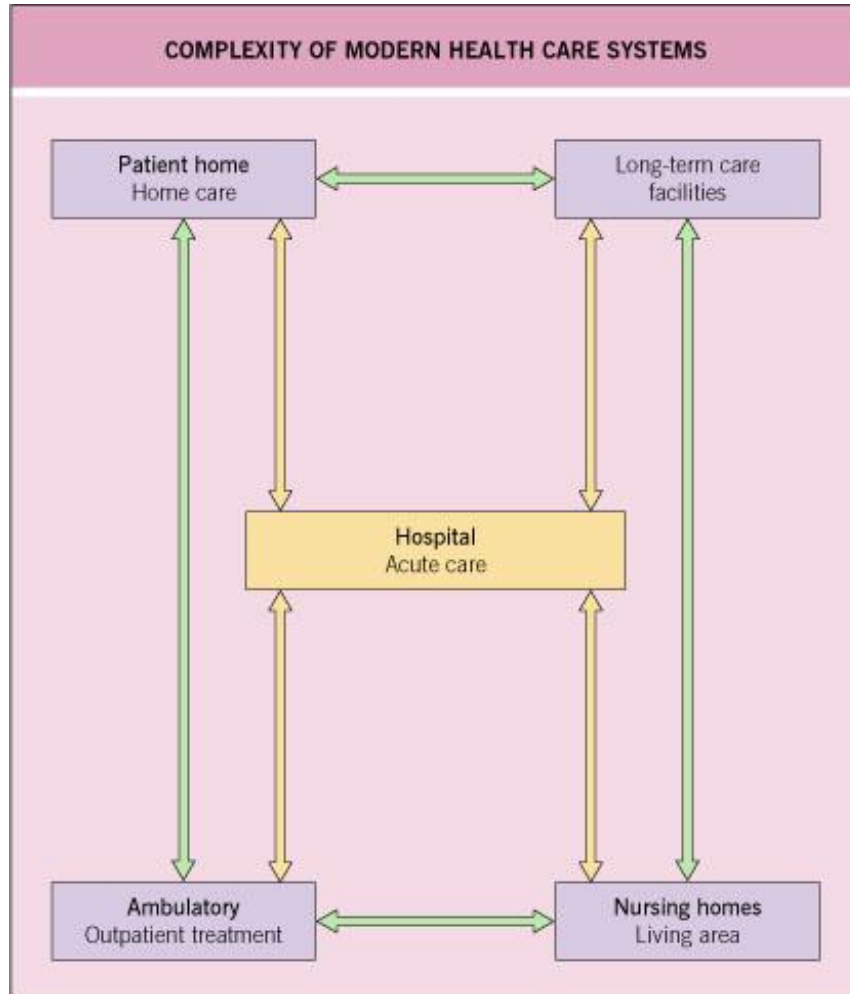 COMPLEXITY OF MODERN HEALTH CARE SYSTEMS
Patient home
Home care
Long-term care
facilities
Hospital
Acute care
Ambulatory
Outpatient treatment
Nursing homes
Living area